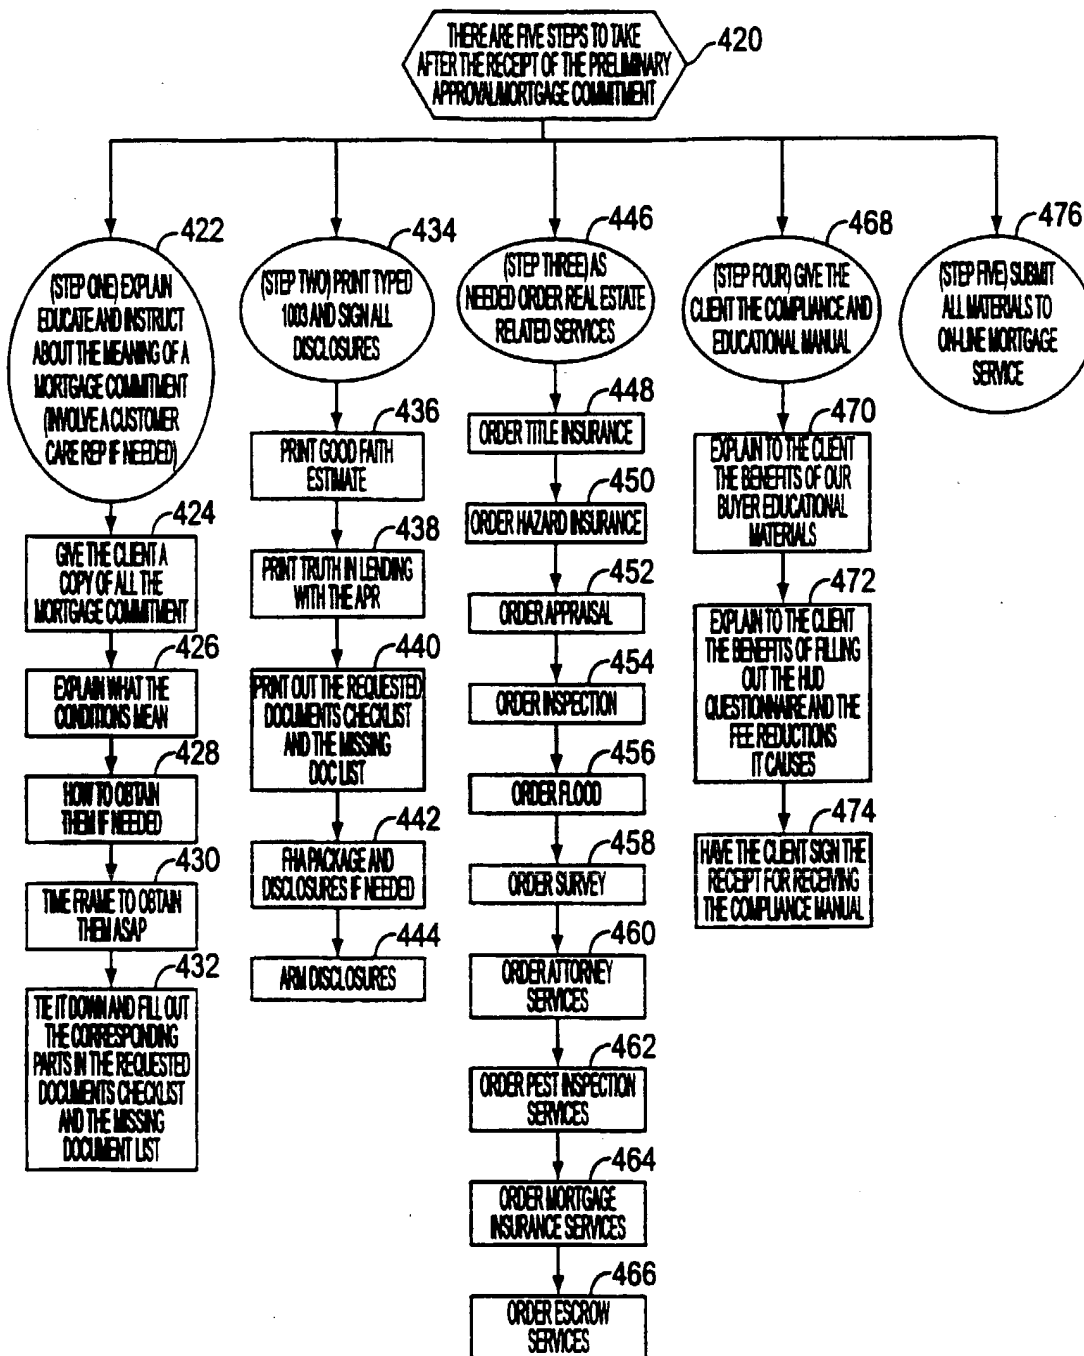 THERE ARE FIVE STEPS TO TAKE
AFTER THE RECEIPT OF THE PRELIMINARY
APPROVALMORTGAGE COMMITMENT
420
422
(STEP ONE) EXPLAIN
EDUCATE AND INSTRUCT
ABOUT THE MEANING OF A
MORTGAGE COMMITMENT
(INVOLVE A CUSTOMER
CARE REP IF NEEDED)
424
GIVE THE CLIENT A
COPY OF ALL THE
MORTGAGE COMMITMENT
426
EXPLAIN WHAT THE
CONDITIONS MEAN
428
HOW TO OBTAIN
THEM IF NEEDED
430
TIME FRAME TO OBTAIN
THEM ASAP
432
TIE IT DOWN AND FILL OUT
THE CORRESPONDING
PARTS IN THE REQUESTED
DOCUMENTS CHECKLIST
AND THE MISSING
DOCUMENT LIST
434
(STEP TWO) PRINT TYPED
1003 AND SIGN ALL
DISCLOSURES
436
PRINT GOOD FAITH
ESTIMATE
438
PRINT TRUTH IN LENDING
WITH THE APR
440
PRINT OUT THE REQUESTED
DOCUMENTS CHECKLIST
AND THE MISSING
DOC LIST
442
FHA PACKAGE AND
DISCLOSURES IF NEEDED
444
ARM DISCLOSURES
446
(STEP THREE) AS
NEEDED ORDER REAL ESTATE
RELATED SERVICES
448
ORDER TITLE INSURANCE
450
ORDER HAZARD INSURANCE
452
ORDER APPRAISAL
454
ORDER INSPECTION
456
ORDER FLOOD
458
ORDER SURVEY
460
ORDER ATTORNEY
SERVICES
462
ORDER PEST INSPECTION
SERVICES
464
ORDER MORTGAGE
INSURANCE SERVICES
466
ORDER ESCROW
SERVICES
468
(STEP FOUR) GIVE THE
CLIENT THE COMPLIANCE AND
EDUCATIONAL MANUAL
470
EXPLAIN TO THE CLIENT
THE BENEFITS OF OUR
BUYER EDUCATIONAL
MATERIALS
472
EXPLAIN TO THE CLIENT
THE BENEFITS OF FILLING
OUT THE HUD
QUESTIONNAIRE AND THE
FEE REDUCTIONS
IT CAUSES
474
HAVE THE CLIENT SIGN THE
RECEIPT FOR RECEIVING
THE COMPLIANCE MANUAL
476
(STEP FIVE) SUBMIT
ALL MATERIALS TO
ON-LINE MORTGAGE
SERVICE